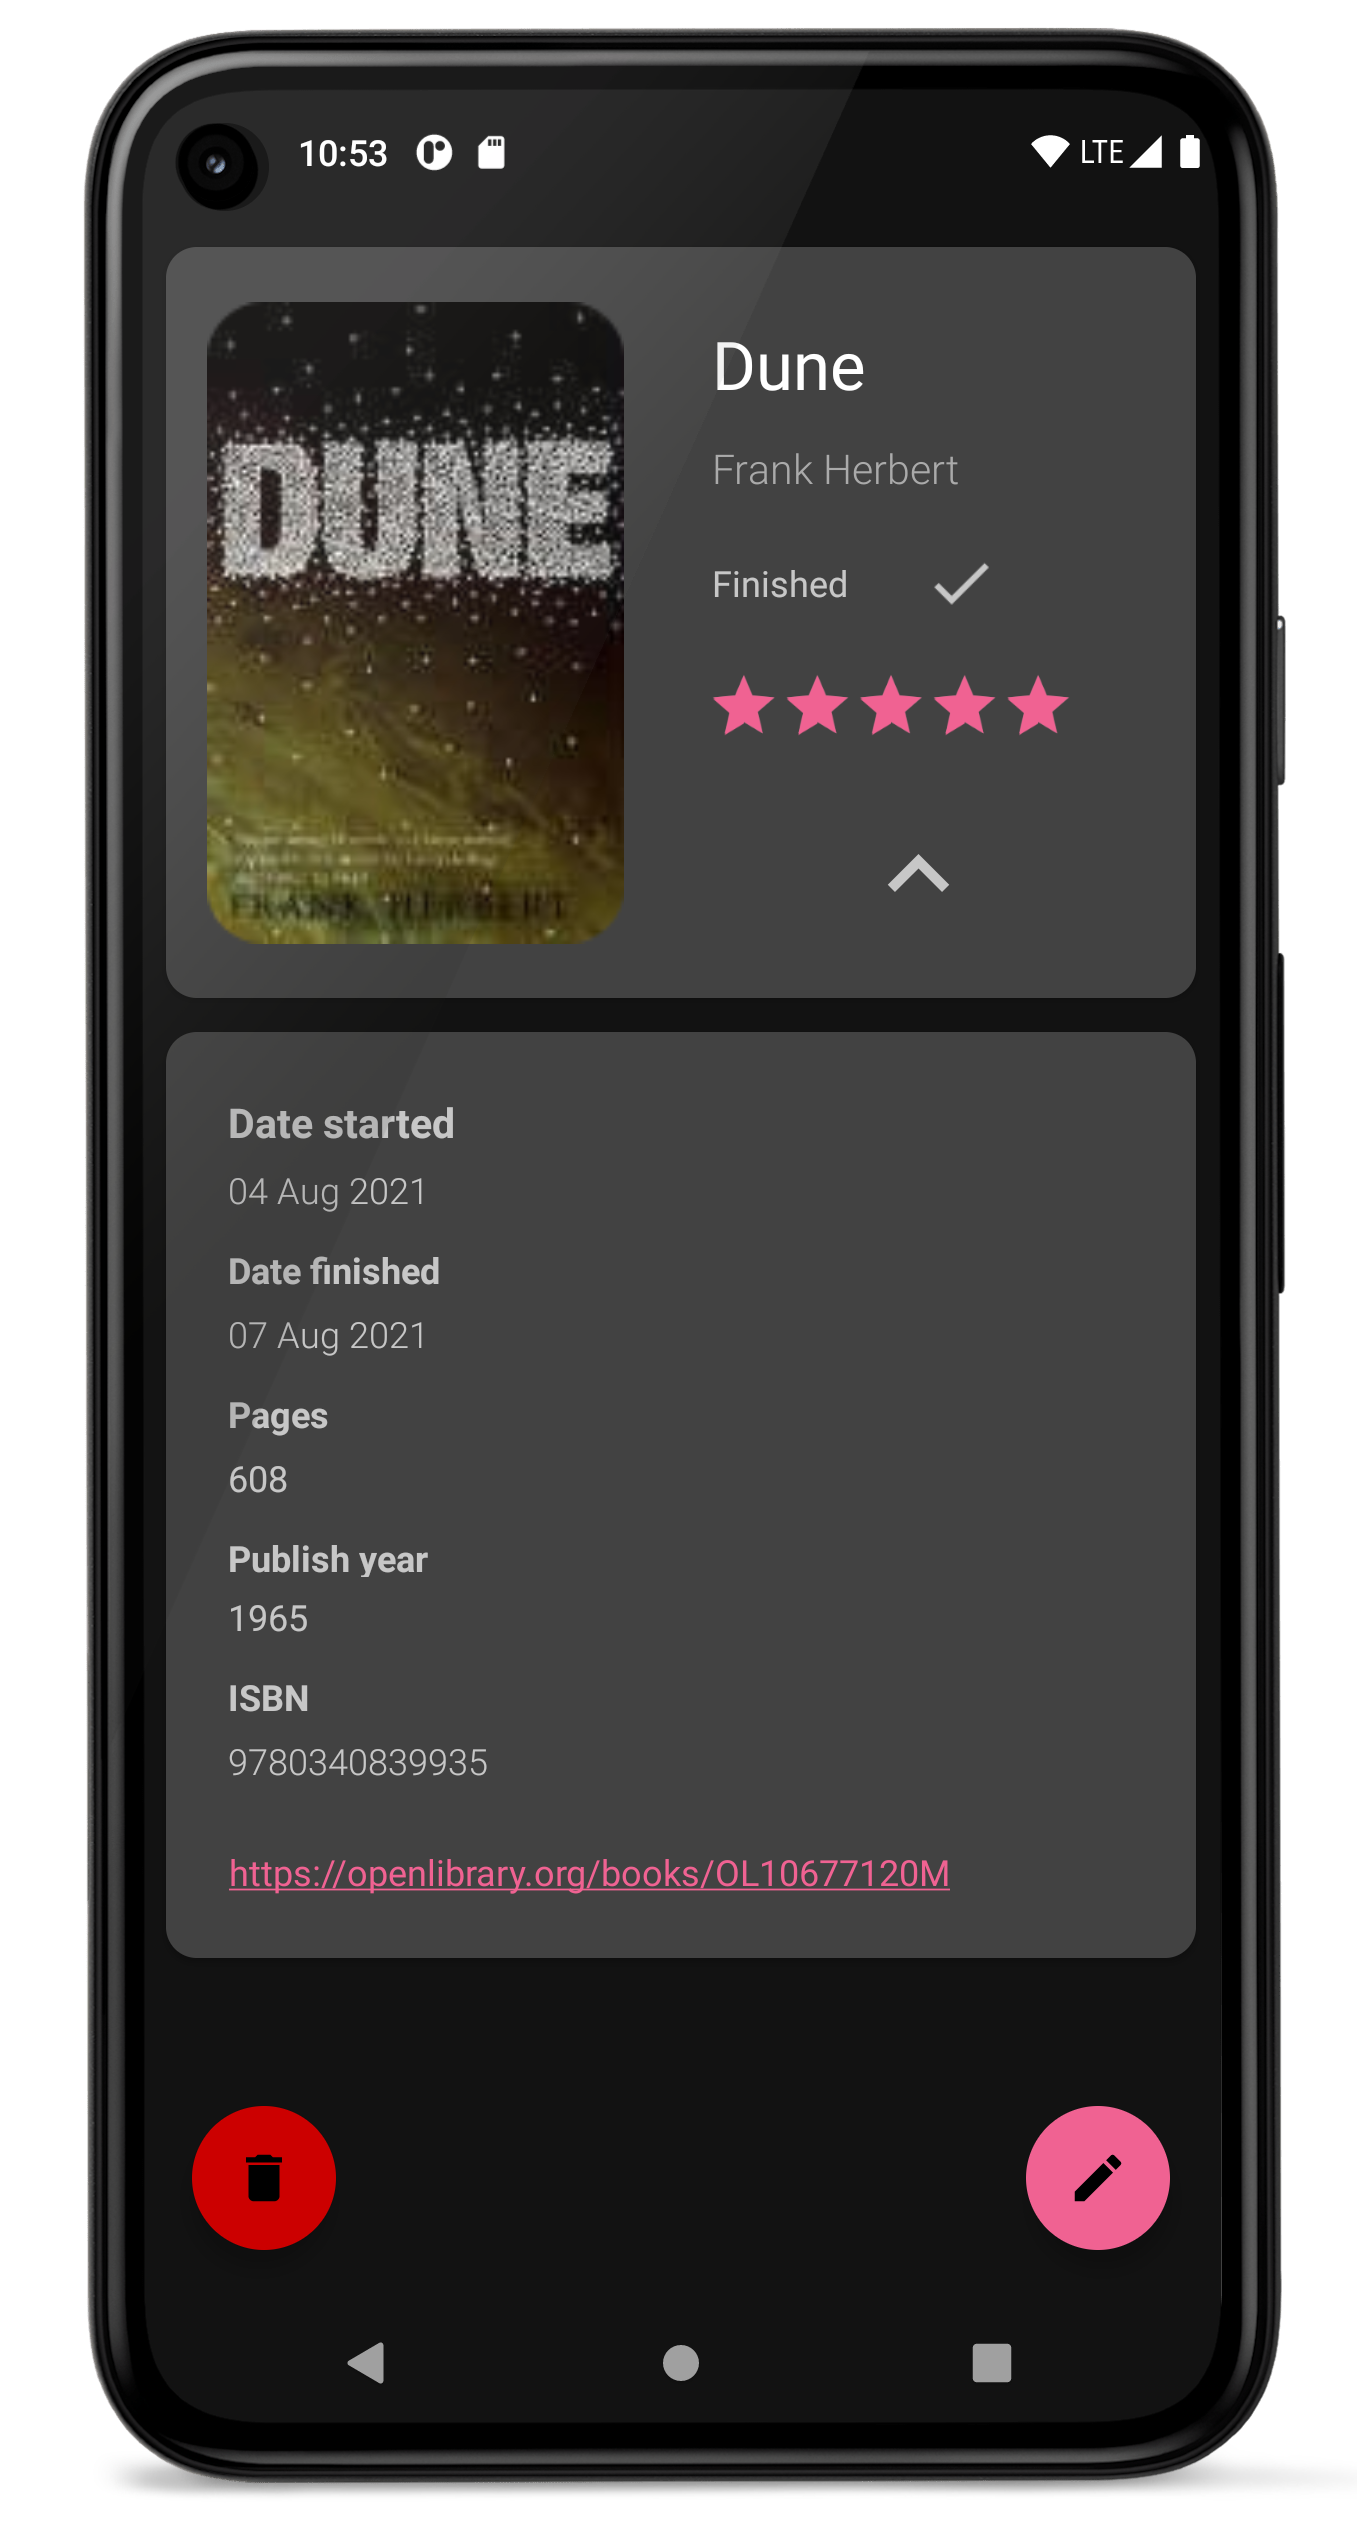 10:53
LTE
DUNE
FRANK HERBERT
Dune
Frank Herbert
Finished
Date started
04 Aug 2021
Date finished
07 Aug 2021
Pages
608
Publish year
1965
ISBN
9780340839935
https://openlibrary.org/books/OL10677120M